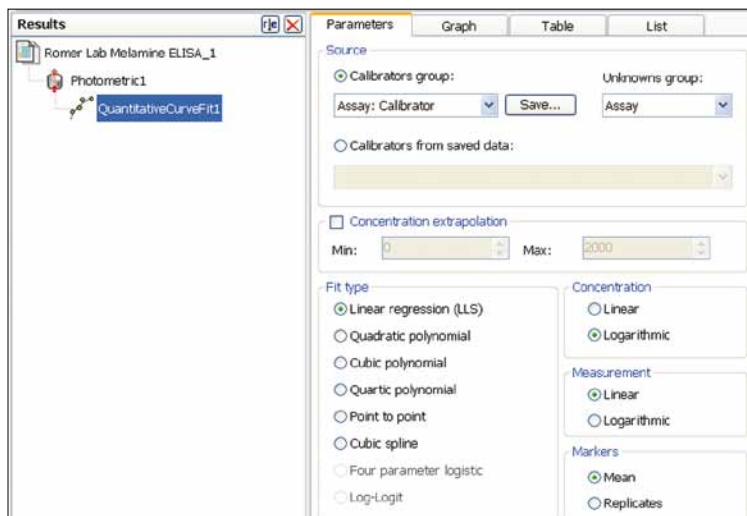 Results
r|e
Romer Lab Melamine ELISA_1
Photometric1
QuantitativeCurveFit1
Parameters
Graph
Table
List
Source
Calibrators group:
Unknowns group:
Assay: Calibrator
Save...
Assay
Calibrators from saved data:
Concentration extrapolation
Min:
0
Max:
2000
Fit type
Linear regression (LLS)
Quadratic polynomial
Cubic polynomial
Quartic polynomial
Point to point
Cubic spline
Four parameter logistic
Log-Logit
Concentration
Linear
Logarithmic
Measurement
Linear
Logarithmic
Markers
Mean
Replicates